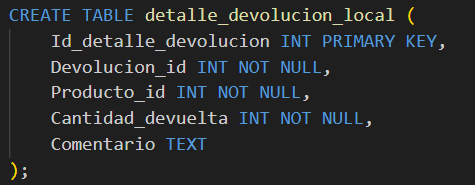 CREATE TABLE detalle_devolucion_local (
    Id_detalle_devolucion INT PRIMARY KEY,
    Devolucion_id INT NOT NULL,
    Producto_id INT NOT NULL,
    Cantidad_devuelta INT NOT NULL,
    Comentario TEXT
);